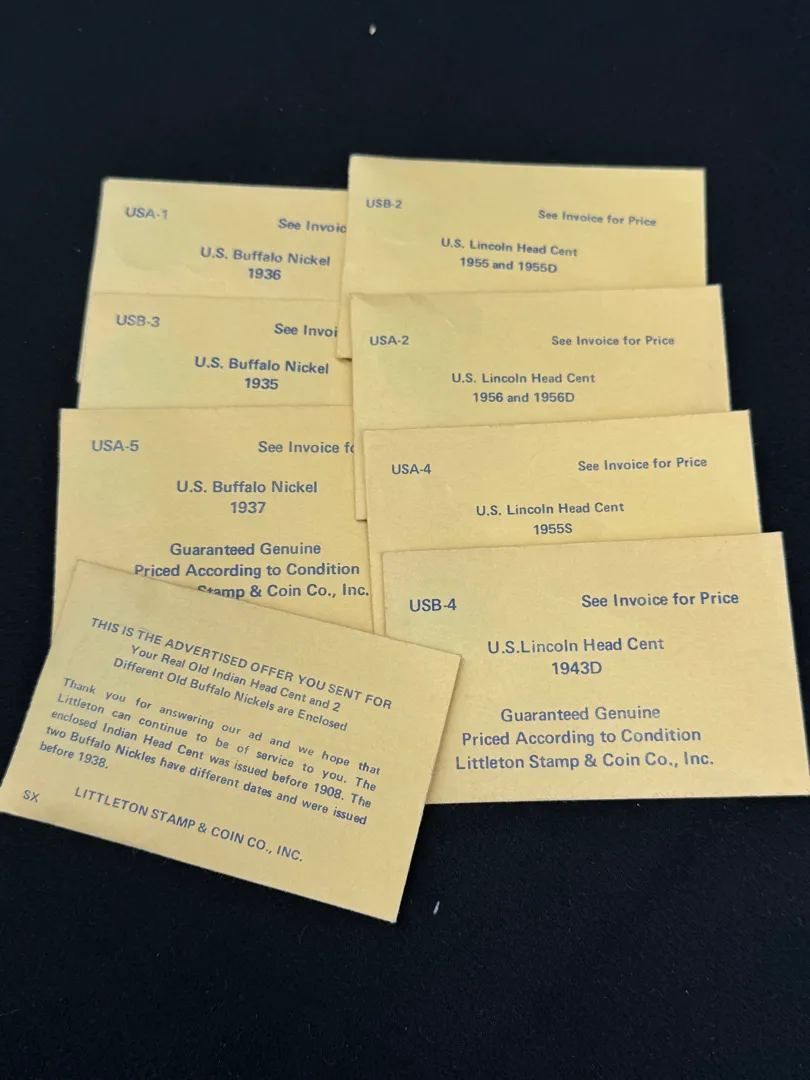 USA-1
See Invoic
U.S. Buffalo Nickel
1936
USB-3
See Invoi
U.S. Buffalo Nickel
1935
USA-5
See Invoice fo
U.S. Buffalo Nickel
1937
Guaranteed Genuine
Priced According to Condition
Stamp & Coin Co., Inc.
THIS IS THE ADVERTISED OFFER YOU SENT FOR
Your Real Old Indian Head Cent and 2
Different Old Buffalo Nickels are Enclosed
Thank you for answering our ad and we hope that
Littleton can continue to be of service to you. The
enclosed Indian Head Cent was issued before 1908. The
two Buffalo Nickles have different dates and were issued
before 1938.
SX
LITTLETON STAMP & COIN CO., INC.
USB-2
See Invoice for Price
U.S. Lincoln Head Cent
1955 and 1955D
USA-2
See Invoice for Price
U.S. Lincoln Head Cent
1956 and 1956D
USA-4
See Invoice for Price
U.S. Lincoln Head Cent
1955S
USB-4
See Invoice for Price
U.S.Lincoln Head Cent
1943D
Guaranteed Genuine
Priced According to Condition
Littleton Stamp & Coin Co., Inc.